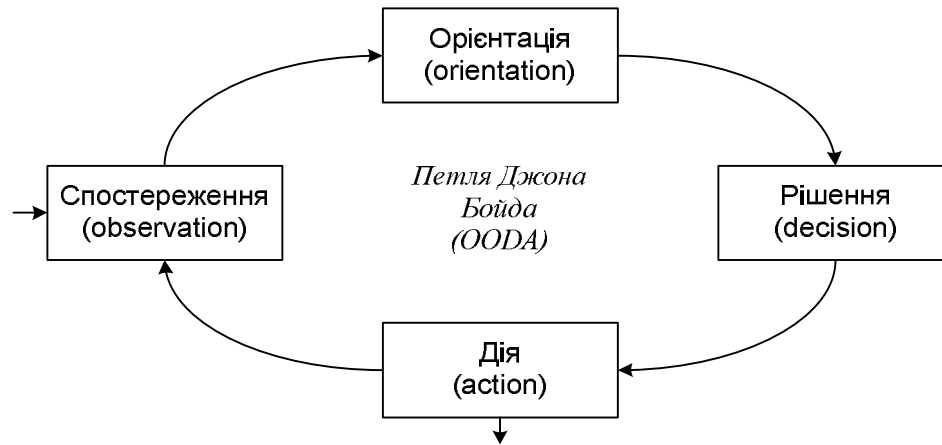 Орієнтація
(orientation)
Спостереження
(observation)
Петля Джона
Бойда
(OODA)
Рішення
(decision)
Дія
(action)